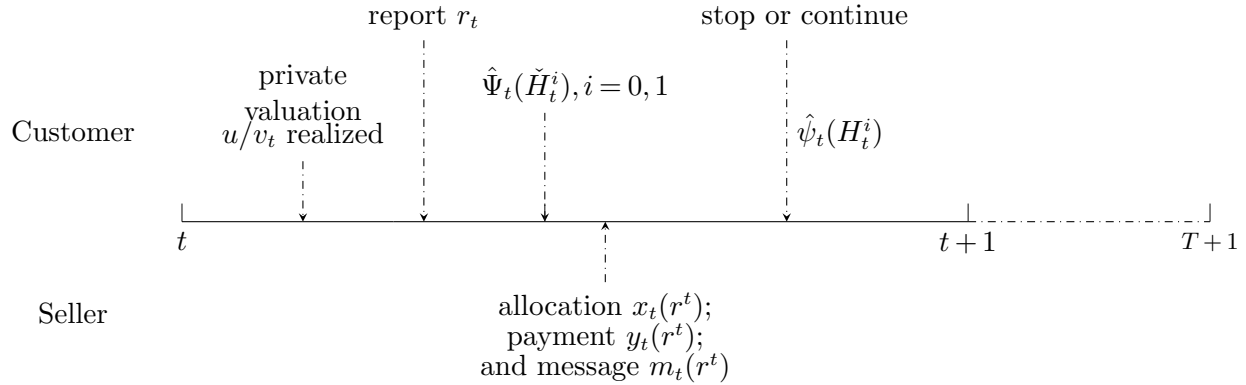 report r_t
stop or continue
private
valuation
u/v_t realized
Ψ̂_t(Ȟ_t^i), i = 0, 1
Customer
ψ̂_t(H_t^i)
t
t + 1
T + 1
Seller
allocation x_t(r^t);
payment y_t(r^t);
and message m_t(r^t)